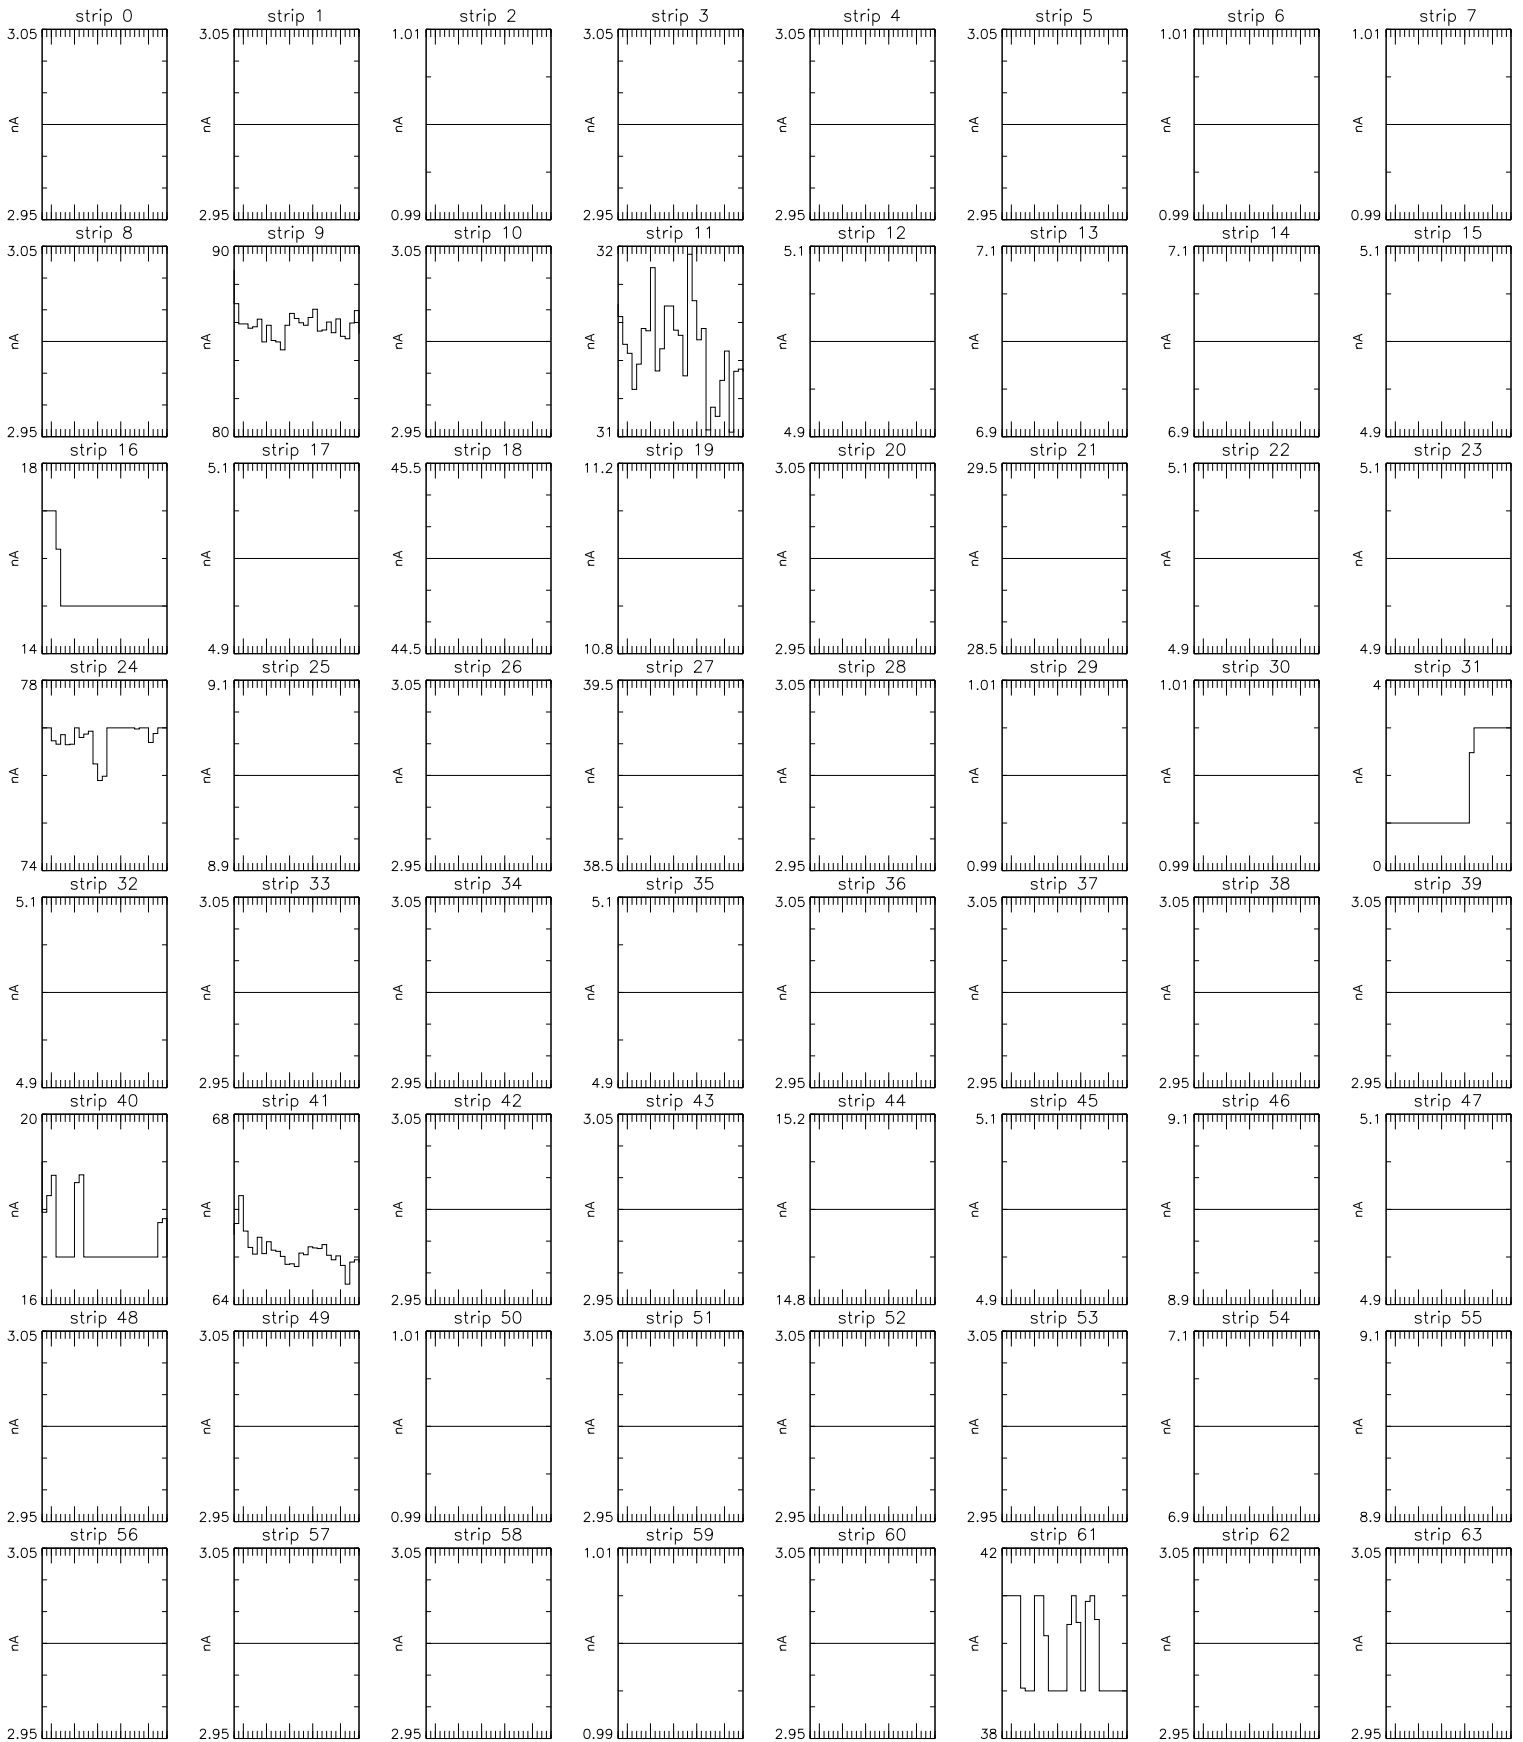 strip 0 strip 1 strip 2 strip 3 strip 4 strip 5 strip 6 strip 7
3.05 3.05 1.01 3.05 3.05 3.05 1.01 1.01
nA nA nA nA nA nA nA nA
2.95 2.95 0.99 2.95 2.95 2.95 0.99 0.99
strip 8 strip 9 strip 10 strip 11 strip 12 strip 13 strip 14 strip 15
3.05 90 3.05 32 5.1 7.1 7.1 5.1
nA nA nA nA nA nA nA nA
2.95 80 2.95 31 4.9 6.9 6.9 4.9
strip 16 strip 17 strip 18 strip 19 strip 20 strip 21 strip 22 strip 23
18 5.1 45.5 11.2 3.05 29.5 5.1 5.1
nA nA nA nA nA nA nA nA
14 4.9 44.5 10.8 2.95 28.5 4.9 4.9
strip 24 strip 25 strip 26 strip 27 strip 28 strip 29 strip 30 strip 31
78 9.1 3.05 39.5 3.05 1.01 1.01 4
nA nA nA nA nA nA nA nA
74 8.9 2.95 38.5 2.95 0.99 0.99 0
strip 32 strip 33 strip 34 strip 35 strip 36 strip 37 strip 38 strip 39
5.1 3.05 3.05 5.1 3.05 3.05 3.05 3.05
nA nA nA nA nA nA nA nA
4.9 2.95 2.95 4.9 2.95 2.95 2.95 2.95
strip 40 strip 41 strip 42 strip 43 strip 44 strip 45 strip 46 strip 47
20 68 3.05 3.05 15.2 5.1 9.1 5.1
nA nA nA nA nA nA nA nA
16 64 2.95 2.95 14.8 4.9 8.9 4.9
strip 48 strip 49 strip 50 strip 51 strip 52 strip 53 strip 54 strip 55
3.05 3.05 1.01 3.05 3.05 3.05 7.1 9.1
nA nA nA nA nA nA nA nA
2.95 2.95 0.99 2.95 2.95 2.95 6.9 8.9
strip 56 strip 57 strip 58 strip 59 strip 60 strip 61 strip 62 strip 63
3.05 3.05 3.05 1.01 3.05 42 3.05 3.05
nA nA nA nA nA nA nA nA
2.95 2.95 2.95 0.99 2.95 38 2.95 2.95